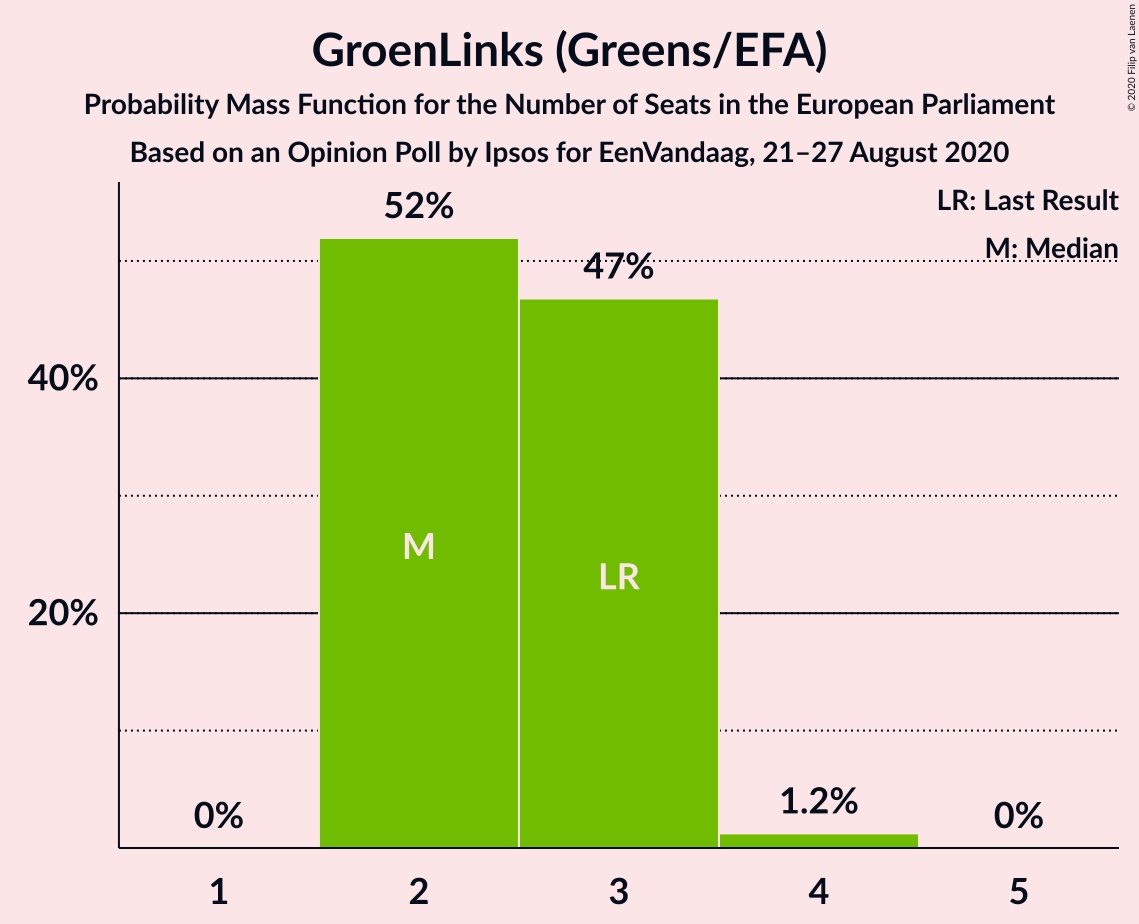 GroenLinks (Greens/EFA)
Probability Mass Function for the Number of Seats in the European Parliament
Based on an Opinion Poll by Ipsos for EenVandaag, 21–27 August 2020
© 2020 Filip van Laenen
LR: Last Result
M: Median
52%
47%
40%
M
LR
20%
0%
1.2%
0%
1
2
3
4
5